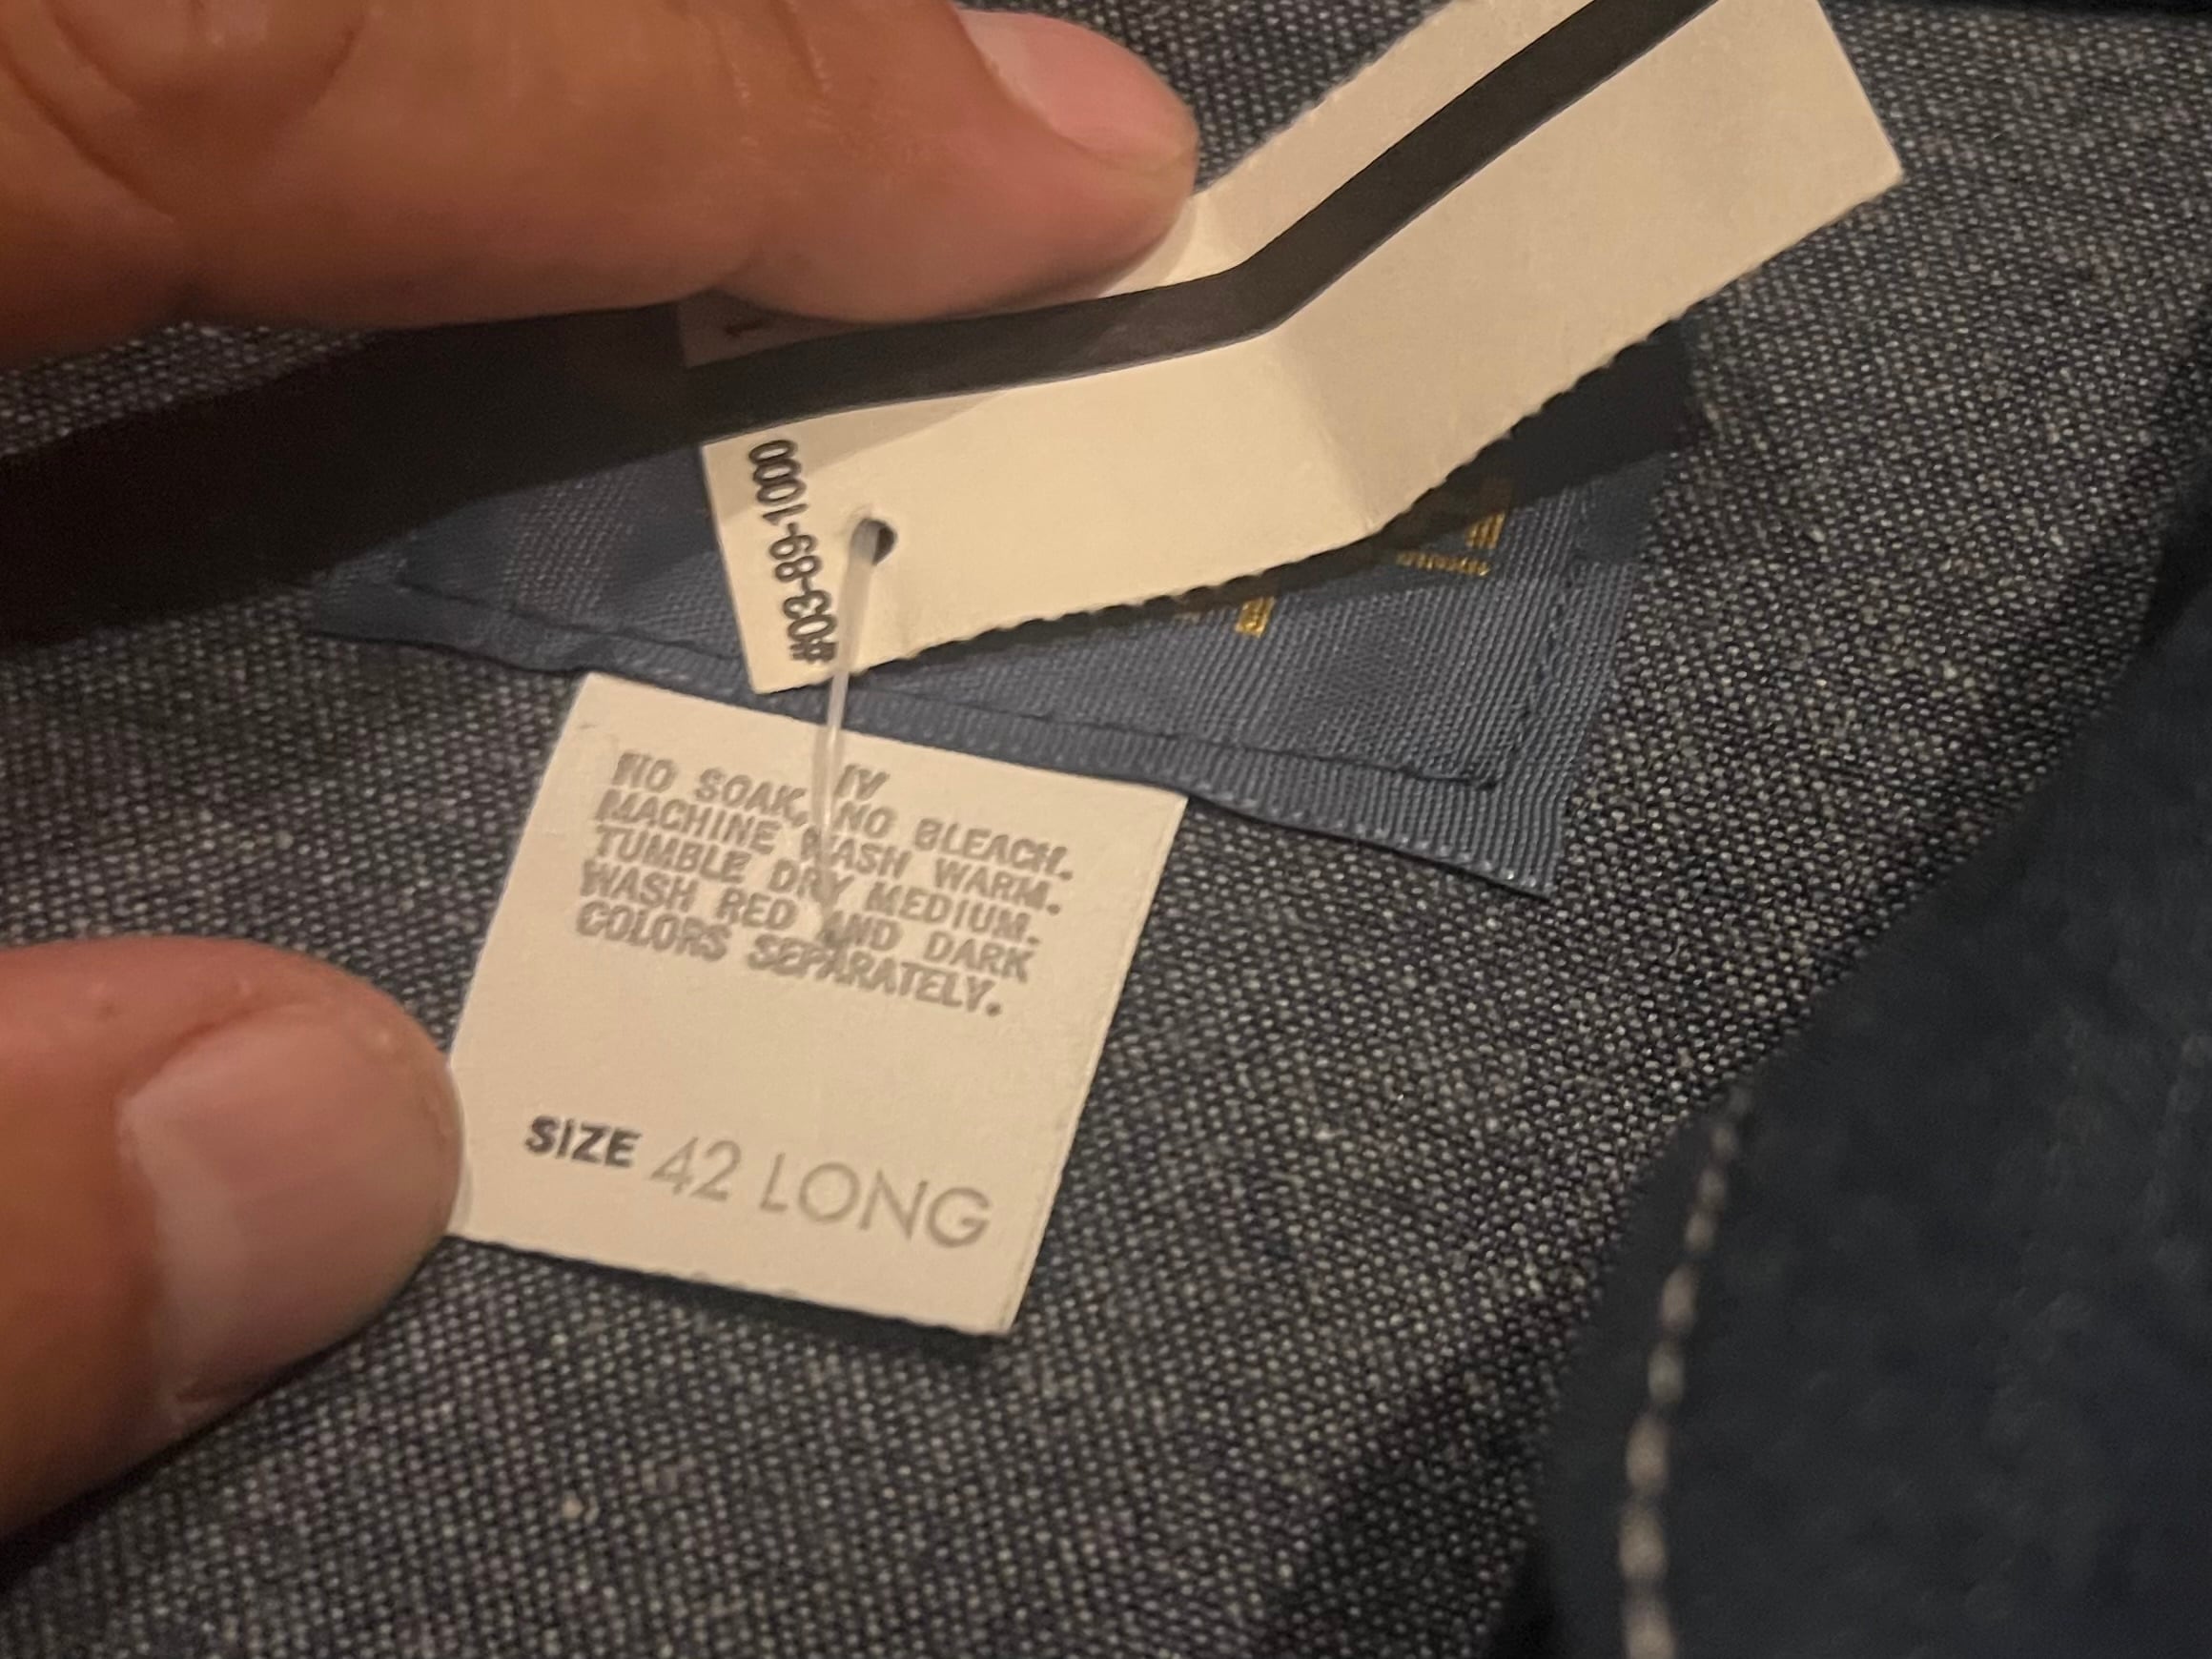 #03-89-1000
IV
NO SOAK, NO BLEACH.
MACHINE WASH WARM.
TUMBLE DRY MEDIUM.
WASH RED AND DARK
COLORS SEPARATELY.
SIZE 42 LONG